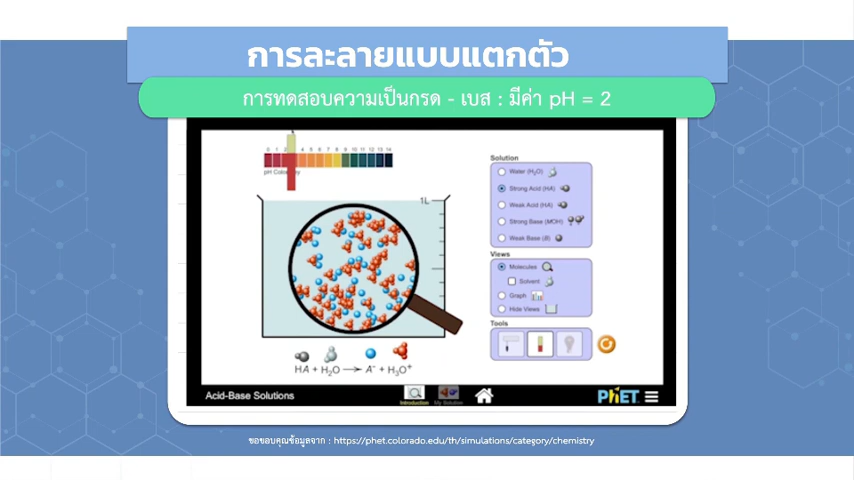 การละลายแบบแตกตัว
การทดสอบความเป็นกรด - เบส : มีค่า pH = 2
0 1 2 4 5 6 7 8 9 10 11 12 13 14
1L
HA + H₂O → A⁻ + H₃O⁺
Solution
Water (H₂O)
Strong Acid (HA)
Weak Acid (HA)
Strong Base (MOH)
Weak Base (B)
Views
Molecules
Solvent
Graph
Hide Views
Tools
Acid-Base Solutions
Introduction
My Solution
PhET
ขอขอบคุณข้อมูลจาก : https://phet.colorado.edu/th/simulations/category/chemistry